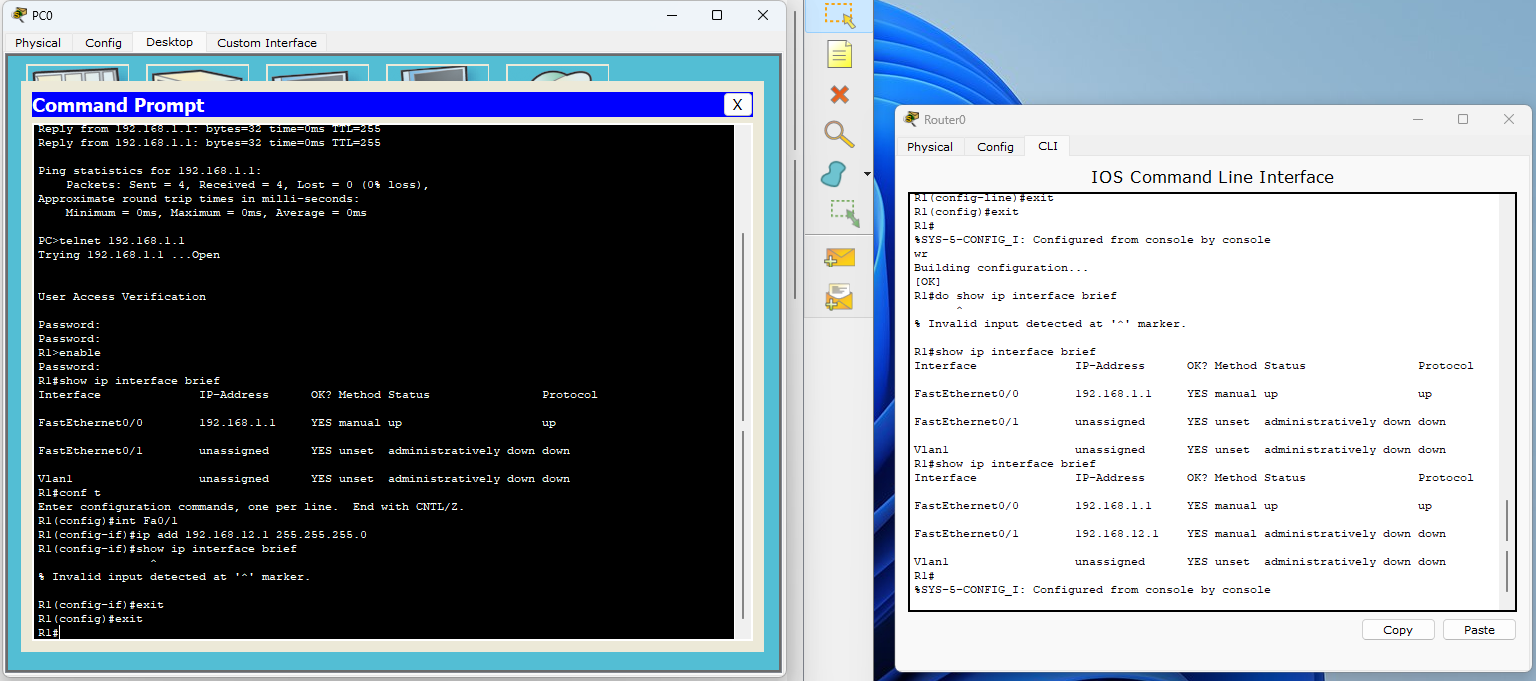 PC0
Physical Config Desktop Custom Interface
Command Prompt
X
Reply from 192.168.1.1: bytes=32 time=0ms TTL=255
Reply from 192.168.1.1: bytes=32 time=0ms TTL=255
Ping statistics for 192.168.1.1:
Packets: Sent = 4, Received = 4, Lost = 0 (0% loss),
Approximate round trip times in milli-seconds:
Minimum = 0ms, Maximum = 0ms, Average = 0ms
PC>telnet 192.168.1.1
Trying 192.168.1.1 ...Open
User Access Verification
Password:
Password:
R1>enable
Password:
R1#show ip interface brief
Interface IP-Address OK? Method Status Protocol
FastEthernet0/0 192.168.1.1 YES manual up up
FastEthernet0/1 unassigned YES unset administratively down down
Vlan1 unassigned YES unset administratively down down
R1#conf t
Enter configuration commands, one per line. End with CNTL/Z.
R1(config)#int Fa0/1
R1(config-if)#ip add 192.168.12.1 255.255.255.0
R1(config-if)#show ip interface brief
^
% Invalid input detected at '^' marker.
R1(config-if)#exit
R1(config)#exit
R1#
Router0
Physical Config CLI
IOS Command Line Interface
R1(config-line)#exit
R1(config)#exit
R1#
%SYS-5-CONFIG_I: Configured from console by console
wr
Building configuration...
[OK]
R1#do show ip interface brief
^
% Invalid input detected at '^' marker.
R1#show ip interface brief
Interface IP-Address OK? Method Status Protocol
FastEthernet0/0 192.168.1.1 YES manual up up
FastEthernet0/1 unassigned YES unset administratively down down
Vlan1 unassigned YES unset administratively down down
R1#show ip interface brief
Interface IP-Address OK? Method Status Protocol
FastEthernet0/0 192.168.1.1 YES manual up up
FastEthernet0/1 192.168.12.1 YES manual administratively down down
Vlan1 unassigned YES unset administratively down down
R1#
%SYS-5-CONFIG_I: Configured from console by console
Copy Paste